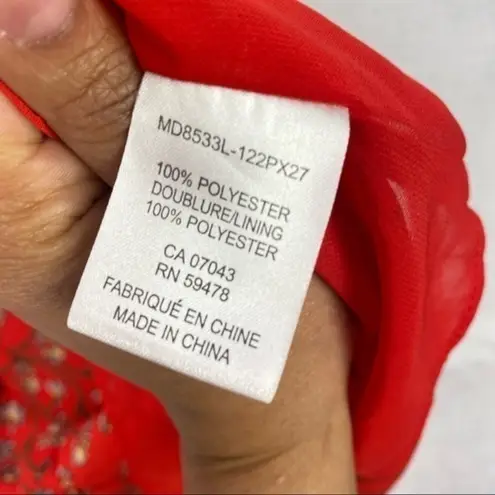 MD8533L-122PX27
100% POLYESTER
DOUBLURE/LINING
100% POLYESTER
CA 07043
RN 59478
FABRIQUÉ EN CHINE
MADE IN CHINA